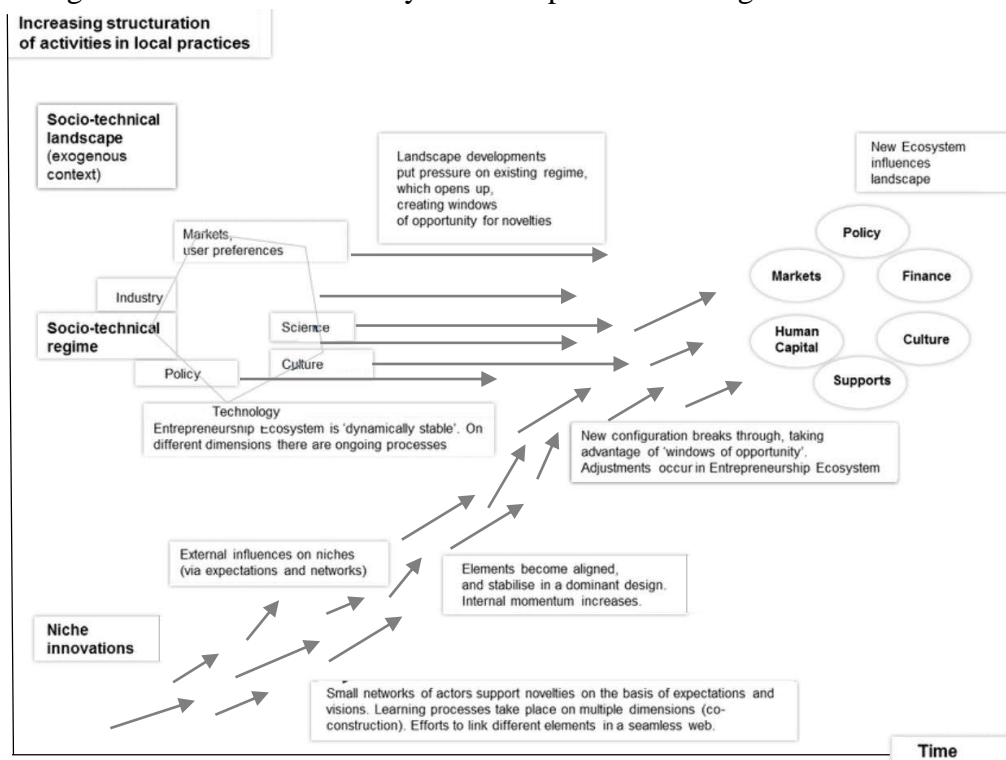 Increasing structuration
of activities in local practices
Socio-technical
landscape
(exogenous
context)
Landscape developments
put pressure on existing regime,
which opens up,
creating windows
of opportunity for novelties
New Ecosystem
influences
landscape
Markets,
user preferences
Industry
Socio-technical
regime
Science
Policy
Culture
Technology
Entrepreneurship Ecosystem is 'dynamically stable'. On
different dimensions there are ongoing processes
Policy
Markets
Finance
Human
Capital
Culture
Supports
New configuration breaks through, taking
advantage of 'windows of opportunity'.
Adjustments occur in Entrepreneurship Ecosystem
External influences on niches
(via expectations and networks)
Elements become aligned,
and stabilise in a dominant design.
Internal momentum increases.
Niche
innovations
Small networks of actors support novelties on the basis of expectations and
visions. Learning processes take place on multiple dimensions (co-
construction). Efforts to link different elements in a seamless web.
Time